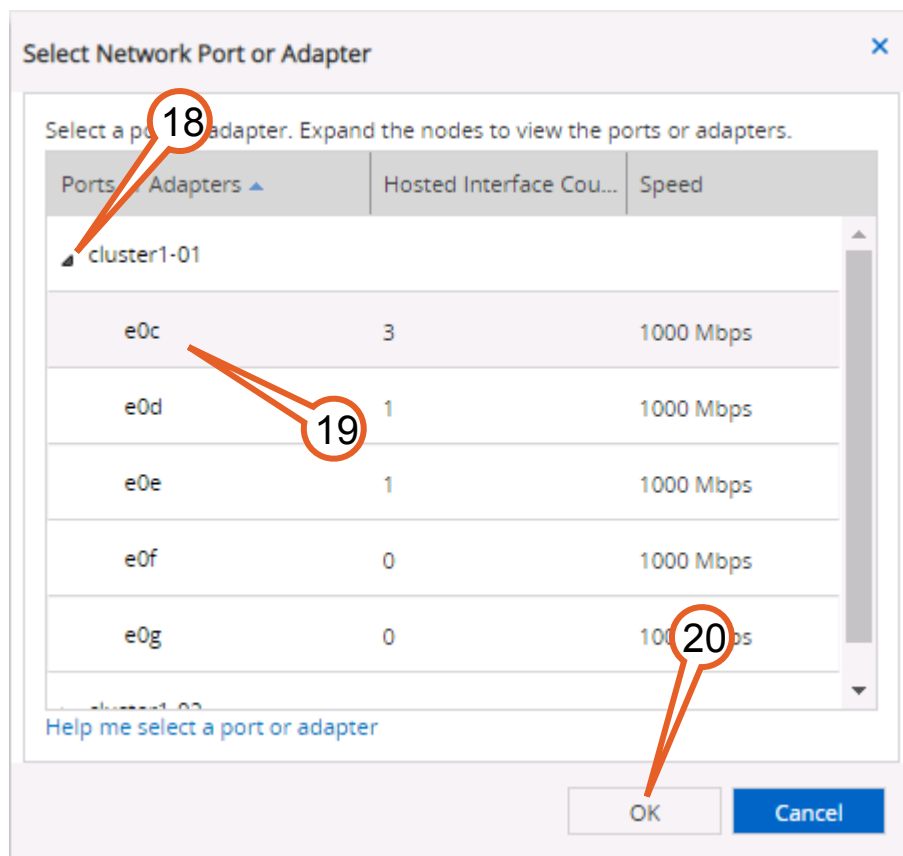 Select Network Port or Adapter ×
18
Select a adapter. Expand the nodes to view the ports or adapters.
Ports Adapters Hosted Interface Cou... Speed
cluster1-01
e0c 3 1000 Mbps
19
e0d 1 1000 Mbps
e0e 1 1000 Mbps
e0f 0 1000 Mbps
e0g 0
20
Help me select a port or adapter
OK Cancel